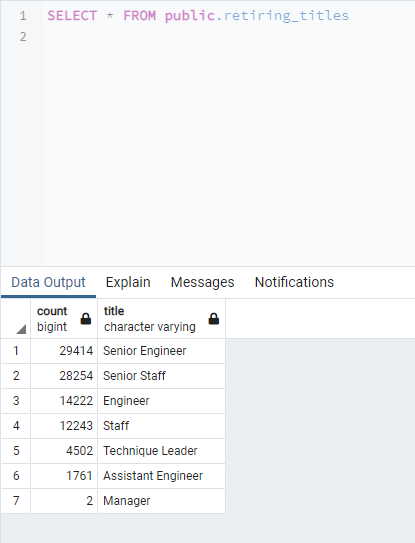 1 SELECT * FROM public.retiring_titles
2
Data Output Explain Messages Notifications
count title
bigint character varying
1 29414 Senior Engineer
2 28254 Senior Staff
3 14222 Engineer
4 12243 Staff
5 4502 Technique Leader
6 1761 Assistant Engineer
7 2 Manager